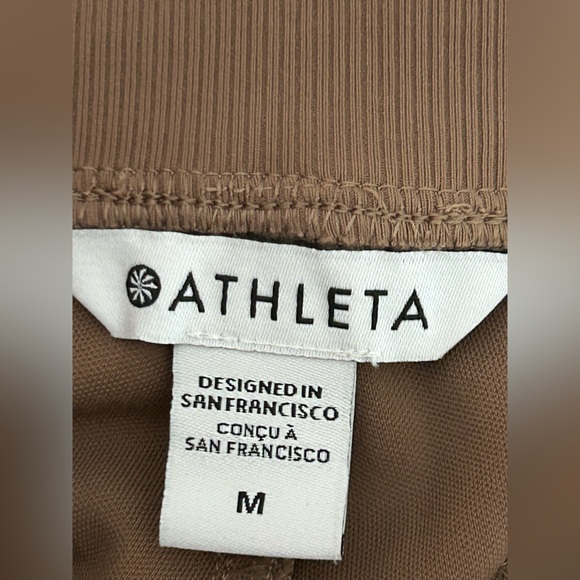 ATHLETA
DESIGNED IN
SAN FRANCISCO
CONÇU À
SAN FRANCISCO
M